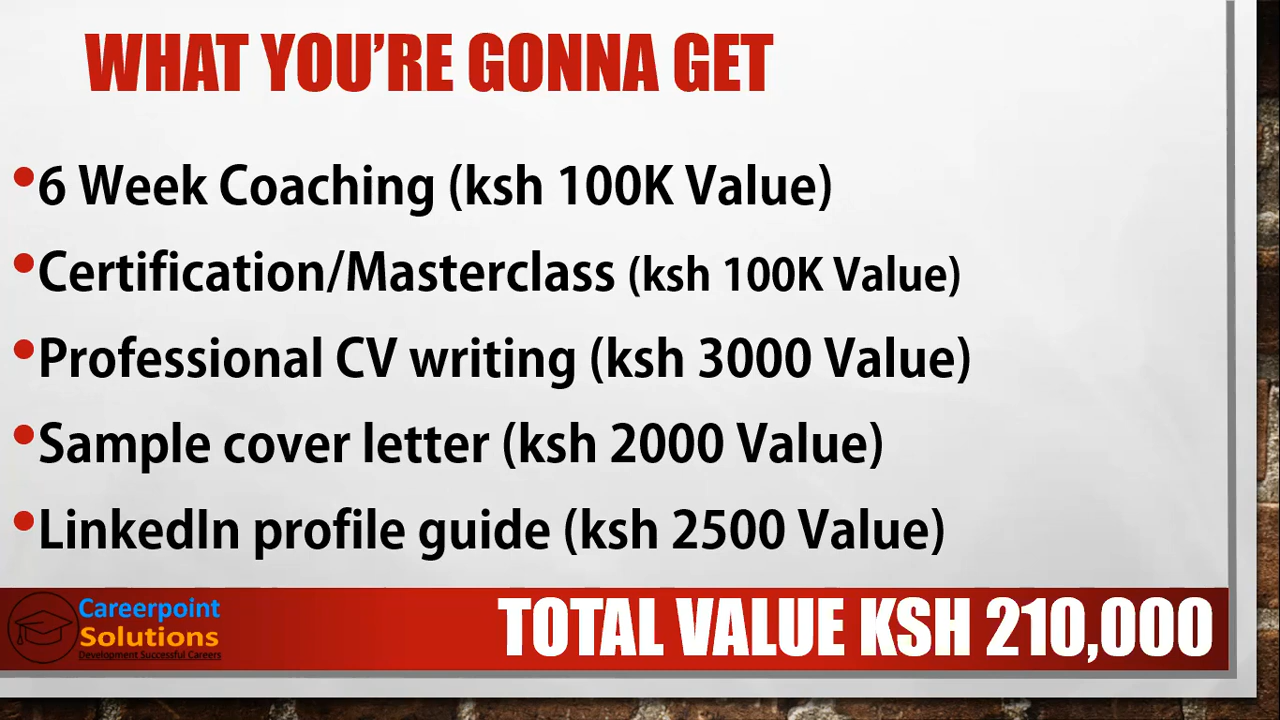 WHAT YOU'RE GONNA GET
•6 Week Coaching (ksh 100K Value)
•Certification/Masterclass (ksh 100K Value)
•Professional CV writing (ksh 3000 Value)
•Sample cover letter (ksh 2000 Value)
•LinkedIn profile guide (ksh 2500 Value)
Careerpoint
Solutions
Development Successful Careers
TOTAL VALUE KSH 210,000